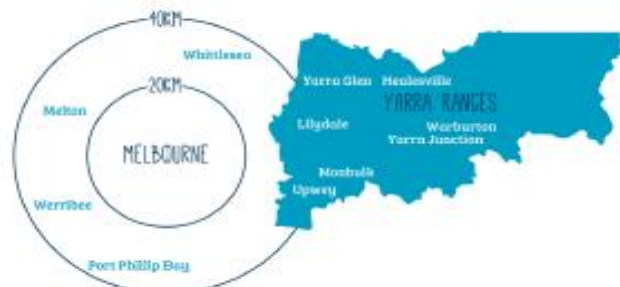 40KM
Whittlesea
20KM
Melton
MELBOURNE
Werribee
Port Phillip Bay
Yarra Glen Healesville
YARRA RANGES
Lilydale
Warburton
Yarra Junction
Monbulk
Upwey